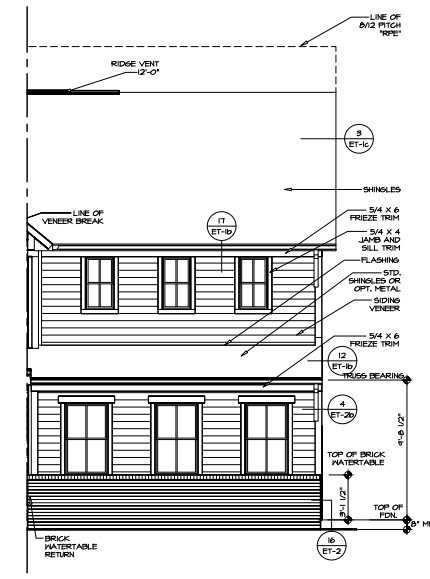 LINE OF
8/12 PITCH
"RPE"
RIDGE VENT
12'-0"
3
ET-1c
SHINGLES
LINE OF
VENEER BREAK
17
ET-1b
5/4 X 6
FRIEZE TRIM
5/4 X 4
JAMB AND
SILL TRIM
FLASHING
STD.
SHINGLES OR
OPT. METAL
SIDING
VENEER
5/4 X 6
FRIEZE TRIM
12
ET-1b
TRUSS BEARING
4
ET-2b
9'-8 1/2"
TOP OF BRICK
WATERTABLE
3'-1 1/2"
TOP OF
FDN.
8" MI
BRICK
WATERTABLE
RETURN
16
ET-2